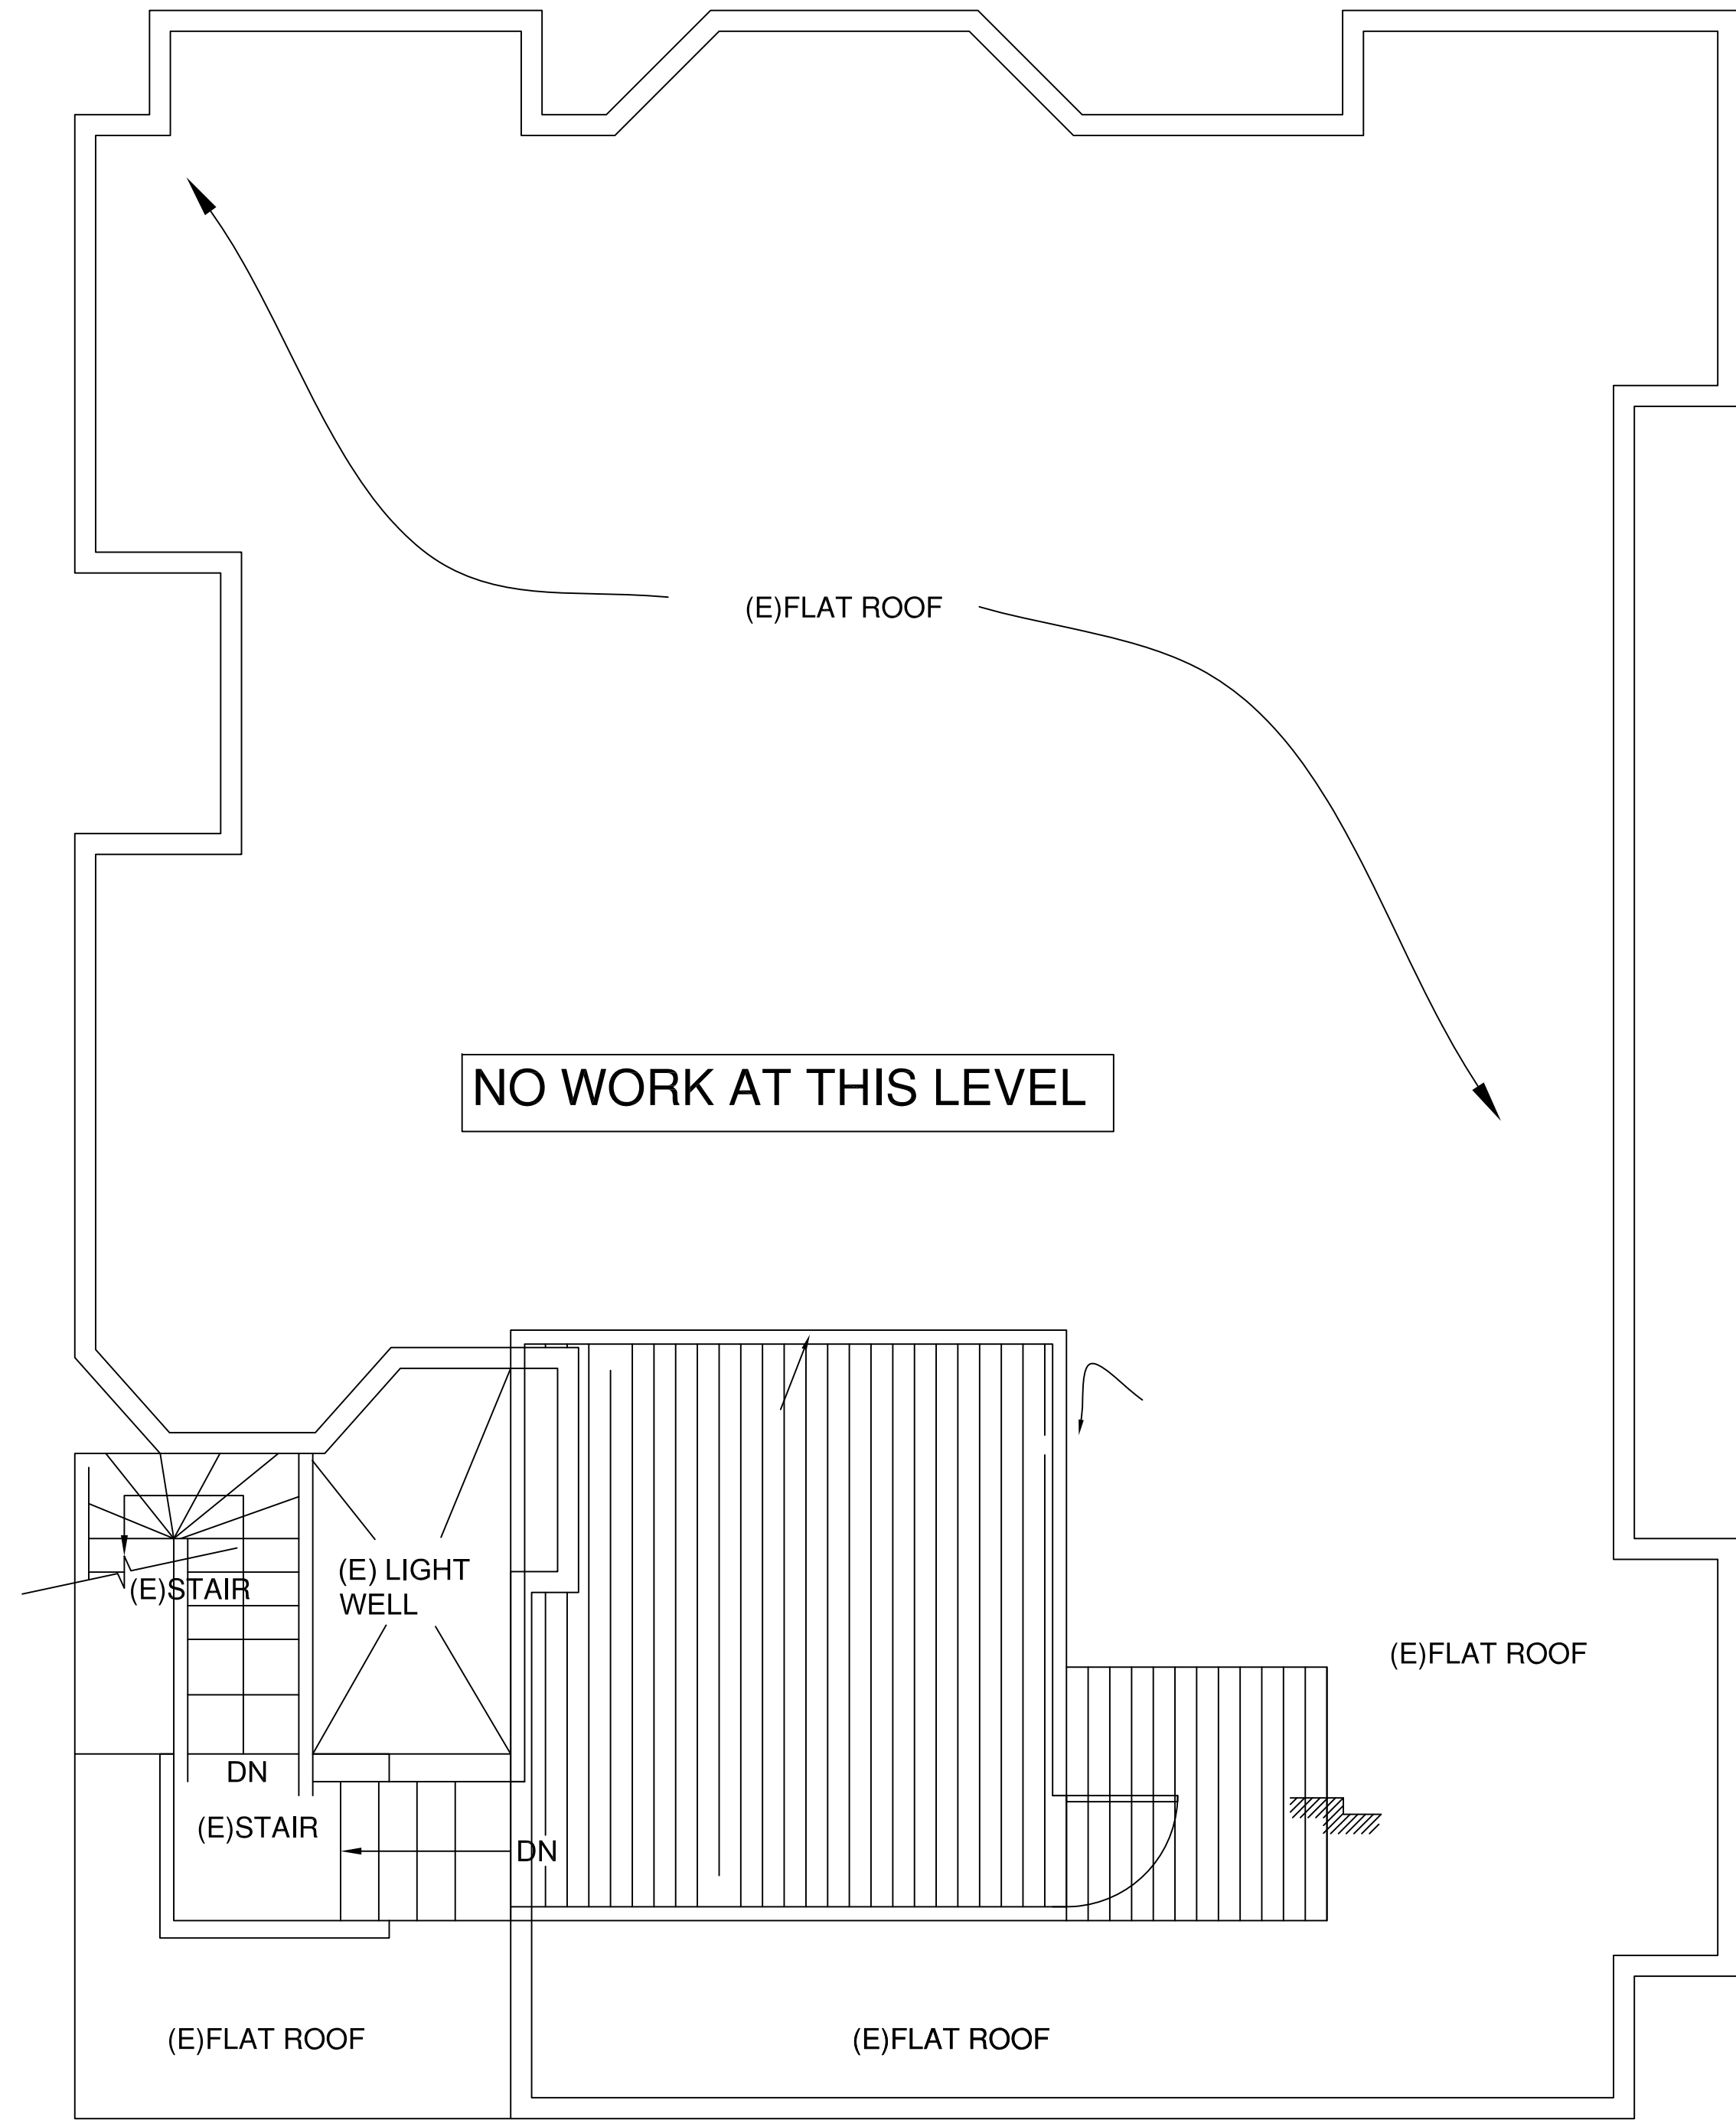 (E)FLAT ROOF
NO WORK AT THIS LEVEL
(E) LIGHT
WELL
(E)STAIR
(E)FLAT ROOF
DN
(E)STAIR
DN
(E)FLAT ROOF
(E)FLAT ROOF